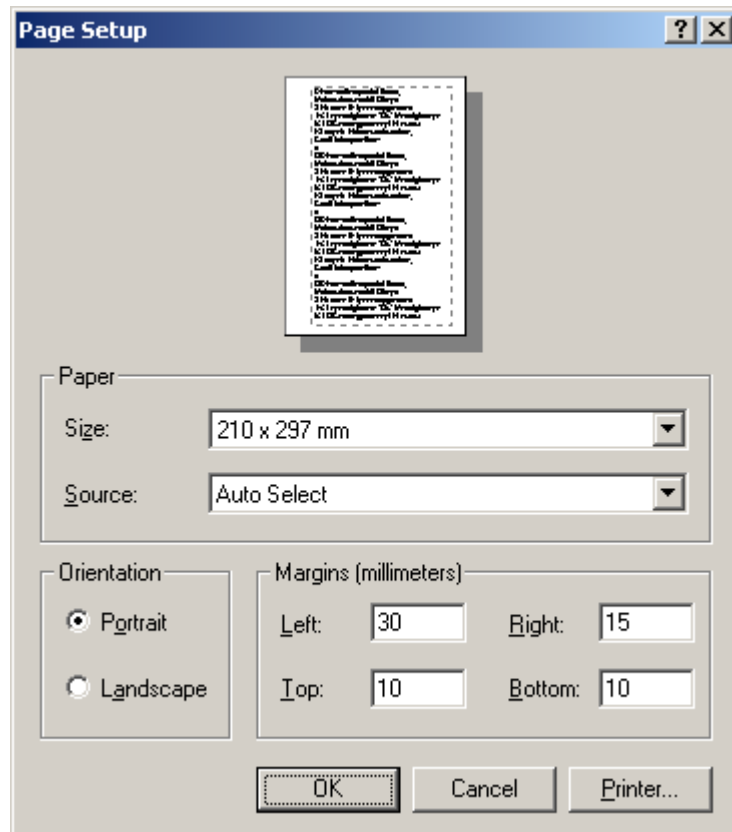 Page Setup
Paper
Size: 210 x 297 mm
Source: Auto Select
Orientation
Portrait
Landscape
Margins (millimeters)
Left: 30 Right: 15
Top: 10 Bottom: 10
OK Cancel Printer...